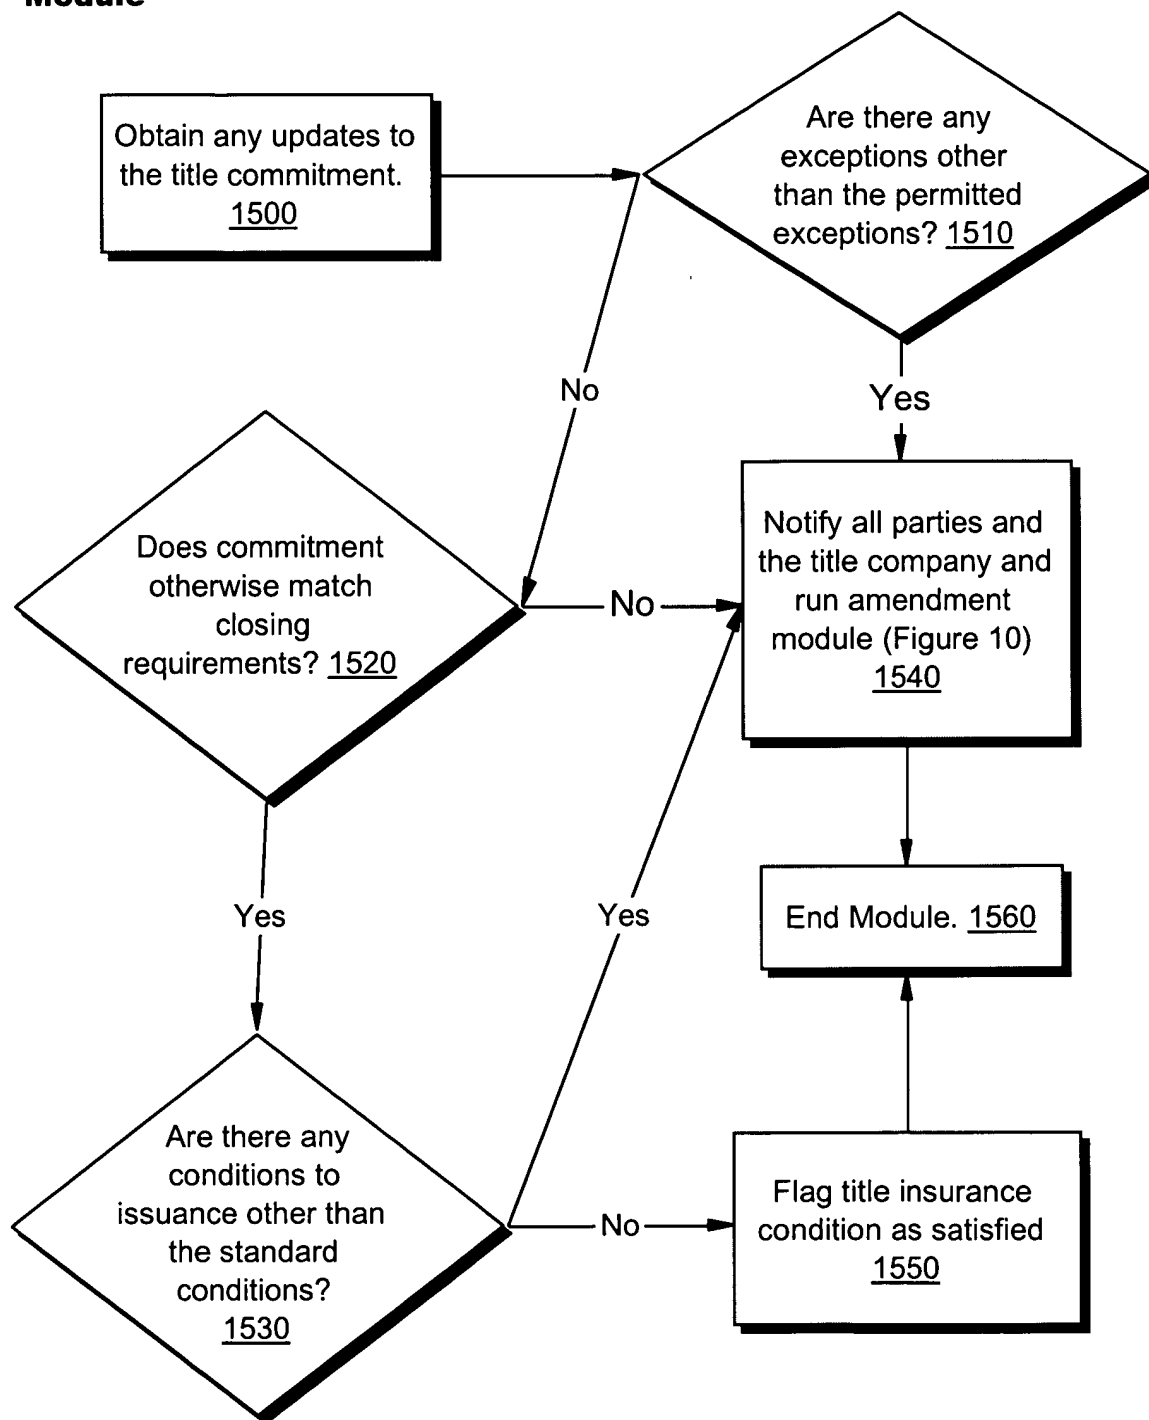 Module
Obtain any updates to
the title commitment.
1500
Are there any
exceptions other
than the permitted
exceptions? 1510
No
Yes
Does commitment
otherwise match
closing
requirements? 1520
No
Notify all parties and
the title company and
run amendment
module (Figure 10)
1540
Yes
Yes
End Module. 1560
Are there any
conditions to
issuance other than
the standard
conditions?
1530
No
Flag title insurance
condition as satisfied
1550